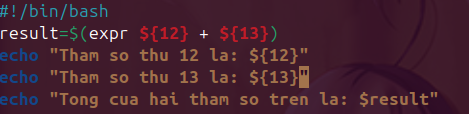 #!/bin/bash
result=$(expr ${12} + ${13})
echo "Tham so thu 12 la: ${12}"
echo "Tham so thu 13 la: ${13}"
echo "Tong cua hai tham so tren la: $result"